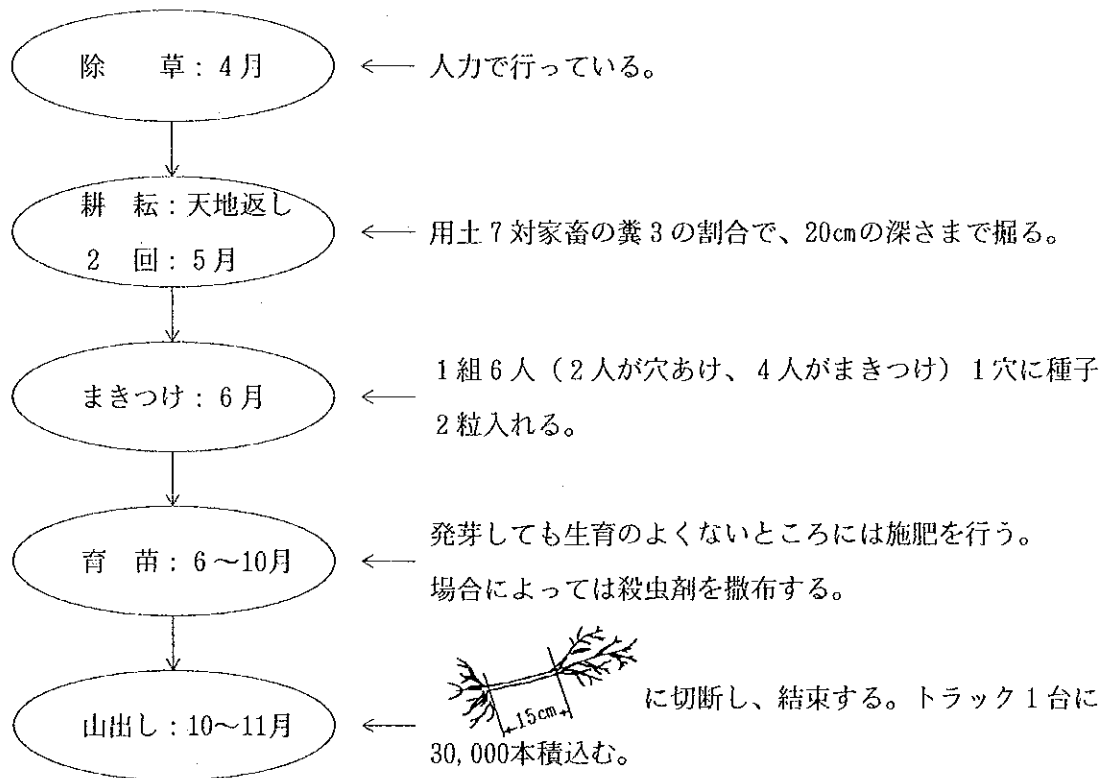 除 草：4月
人力で行っている。
耕 耘：天地返し
2 回：5月
用土7対家畜の糞3の割合で、20cmの深さまで掘る。
まきつけ：6月
1組6人（2人が穴あけ、4人がまきつけ）1穴に種子
2粒入れる。
育 苗：6～10月
発芽しても生育のよくないところには施肥を行う。
場合によっては殺虫剤を撒布する。
山出し：10～11月
15cm
に切断し、結束する。トラック1台に
30,000本積込む。